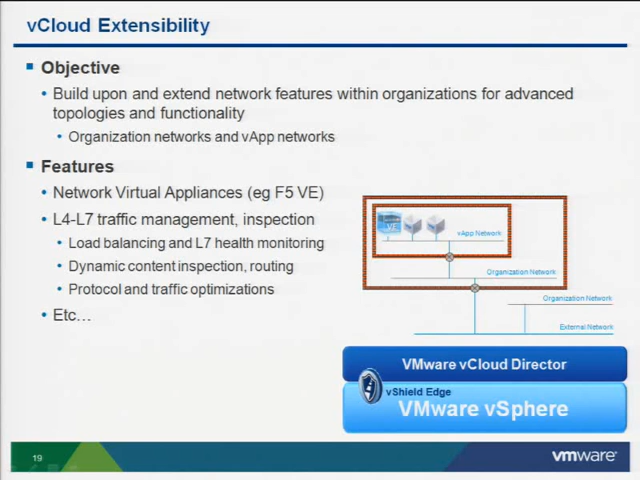 vCloud Extensibility
Objective
Build upon and extend network features within organizations for advanced
topologies and functionality
Organization networks and vApp networks
Features
Network Virtual Appliances (eg F5 VE)
L4-L7 traffic management, inspection
Load balancing and L7 health monitoring
Dynamic content inspection, routing
Protocol and traffic optimizations
Etc...
VE
vApp Network
Organization Network
Organization Network
External Network
VMware vCloud Director
vShield Edge
VMware vSphere
19
vmware